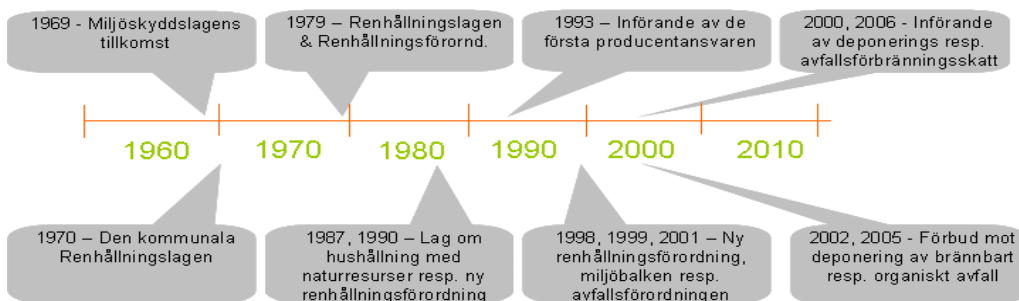 1969 - Miljöskyddslagens
tillkomst
1979 – Renhållningslagen
& Renhållningsförornd.
1993 – Införande av de
första producentansvaren
2000, 2006 - Införande
av deponerings resp.
avfallsförbränningsskatt
1960
1970
1980
1990
2000
2010
1970 – Den kommunala
Renhållningslagen
1987, 1990 – Lag om
hushållning med
naturresurser resp. ny
renhållningsförordning
1998, 1999, 2001 – Ny
renhållningsförordning,
miljöbalken resp.
avfallsförordningen
2002, 2005 - Förbud mot
deponering av brännbart
resp. organiskt avfall